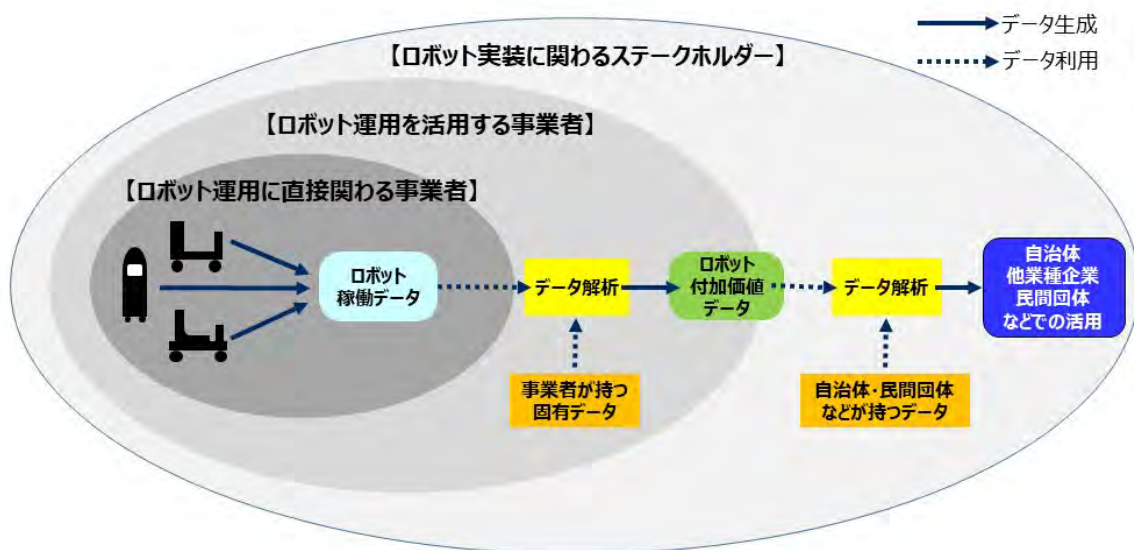 データ生成
データ利用
【ロボット実装に関わるステークホルダー】
【ロボット運用を活用する事業者】
【ロボット運用に直接関わる事業者】
ロボット
稼働データ
データ解析
ロボット
付加価値
データ
データ解析
自治体
他業種企業
民間団体
などでの活用
事業者が持つ
固有データ
自治体・民間団体
などが持つデータ